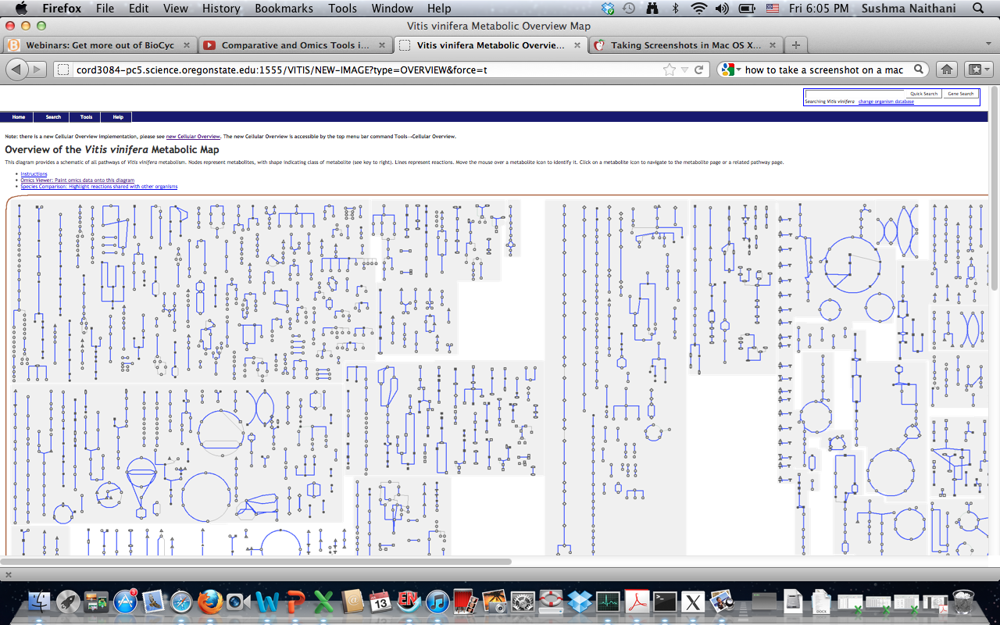 Firefox File Edit View History Bookmarks Tools Window Help Fri 6:05 PM Sushma Naithani
Vitis vinifera Metabolic Overview Map
Webinars: Get more out of BioCyc
Comparative and Omics Tools i...
Vitis vinifera Metabolic Overvie...
Taking Screenshots in Mac OS X...
cord3084-pc5.science.oregonstate.edu:1555/VITIS/NEW-IMAGE?type=OVERVIEW&force=t
how to take a screenshot on a mac
Quick Search Gene Search
Searching Vitis vinifera change organism database
Home Search Tools Help
Note: there is a new Cellular Overview implementation, please see new Cellular Overview. The new Cellular Overview is accessible by the top menu bar command Tools→Cellular Overview.
Overview of the Vitis vinifera Metabolic Map
This diagram provides a schematic of all pathways of Vitis vinifera metabolism. Nodes represent metabolites, with shape indicating class of metabolite (see key to right). Lines represent reactions. Move the mouse over a metabolite icon to identify it. Click on a metabolite icon to navigate to the metabolite page or a related pathway page.
Instructions
Omics Viewer: Paint omics data onto this diagram
Species Comparison: Highlight reactions shared with other organisms
13
EN